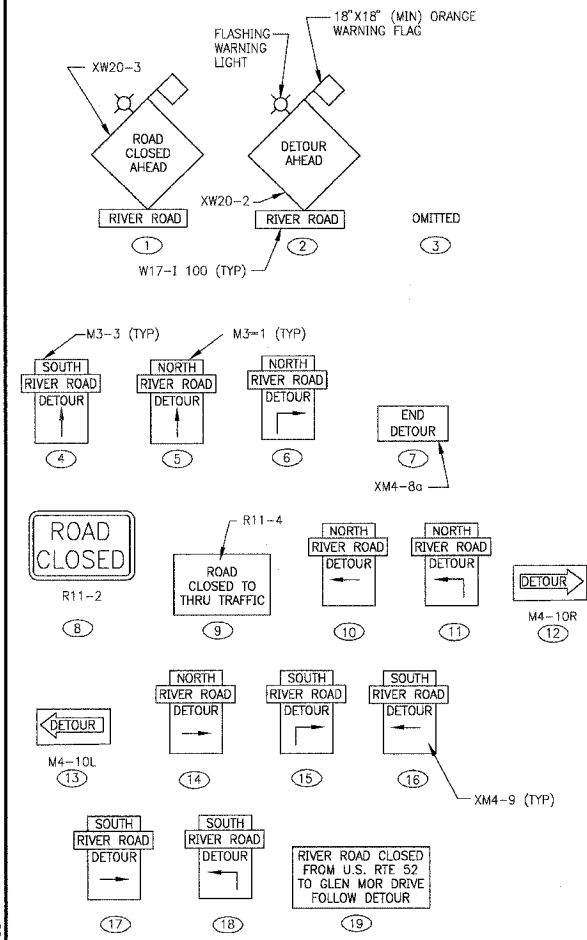 18"X18" (MIN) ORANGE
WARNING FLAG
FLASHING
WARNING
LIGHT
XW20-3
ROAD
CLOSED
AHEAD
DETOUR
AHEAD
XW20-2
RIVER ROAD
RIVER ROAD
OMITTED
1
2
3
W17-I 100 (TYP)
M3-3 (TYP)
M3=1 (TYP)
SOUTH
RIVER ROAD
DETOUR
4
NORTH
RIVER ROAD
DETOUR
5
NORTH
RIVER ROAD
DETOUR
6
END
DETOUR
7
XM4-8a
ROAD
CLOSED
R11-2
8
R11-4
ROAD
CLOSED TO
THRU TRAFFIC
9
NORTH
RIVER ROAD
DETOUR
10
NORTH
RIVER ROAD
DETOUR
11
DETOUR
M4-10R
12
DETOUR
M4-10L
13
NORTH
RIVER ROAD
DETOUR
14
SOUTH
RIVER ROAD
DETOUR
15
SOUTH
RIVER ROAD
DETOUR
16
XM4-9 (TYP)
SOUTH
RIVER ROAD
DETOUR
17
SOUTH
RIVER ROAD
DETOUR
18
RIVER ROAD CLOSED
FROM U.S. RTE 52
TO GLEN MOR DRIVE
FOLLOW DETOUR
19